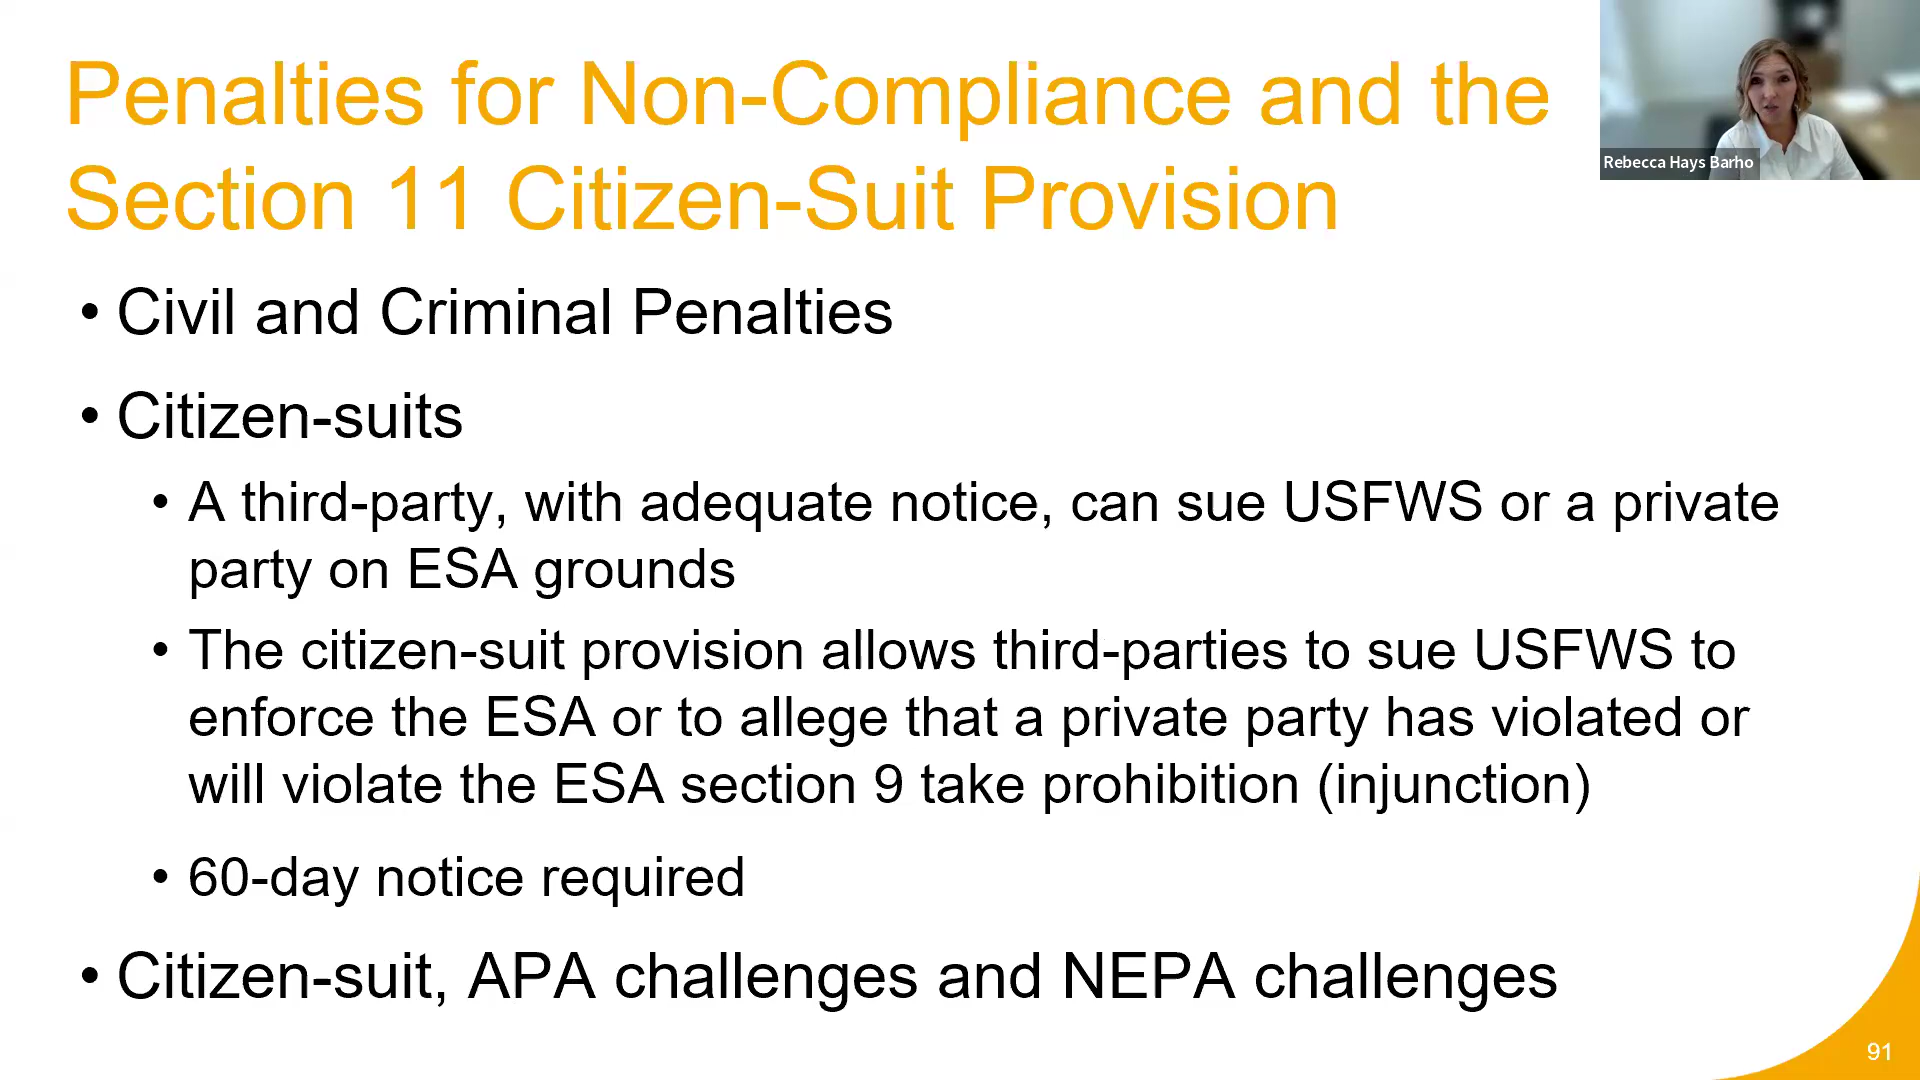 Penalties for Non-Compliance and the
Section 11 Citizen-Suit Provision
Rebecca Hays Barho
• Civil and Criminal Penalties
• Citizen-suits
• A third-party, with adequate notice, can sue USFWS or a private
party on ESA grounds
• The citizen-suit provision allows third-parties to sue USFWS to
enforce the ESA or to allege that a private party has violated or
will violate the ESA section 9 take prohibition (injunction)
• 60-day notice required
• Citizen-suit, APA challenges and NEPA challenges
91